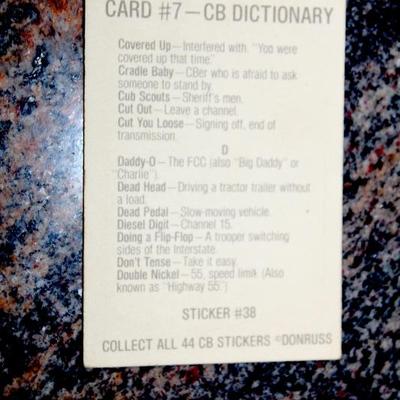 CARD #7 — CB DICTIONARY
Covered Up — Interfered with. "You were
covered up that time."
Cradle Baby — CBer who is afraid to ask
someone to stand by.
Cub Scouts — Sheriff's men.
Cut Out — Leave a channel.
Cut You Loose — Signing off, end of
transmission.
D
Daddy-O — The FCC (also "Big Daddy" or
"Charlie").
Dead Head — Driving a tractor trailer without
a load.
Dead Pedal — Slow-moving vehicle.
Diesel Digit — Channel 15.
Doing a Flip-Flop — A trooper switching
sides of the Interstate.
Don't Tense — Take it easy.
Double Nickel — 55, speed limit. (Also
known as "Highway 55".)
STICKER #38
COLLECT ALL 44 CB STICKERS ©DONRUSS